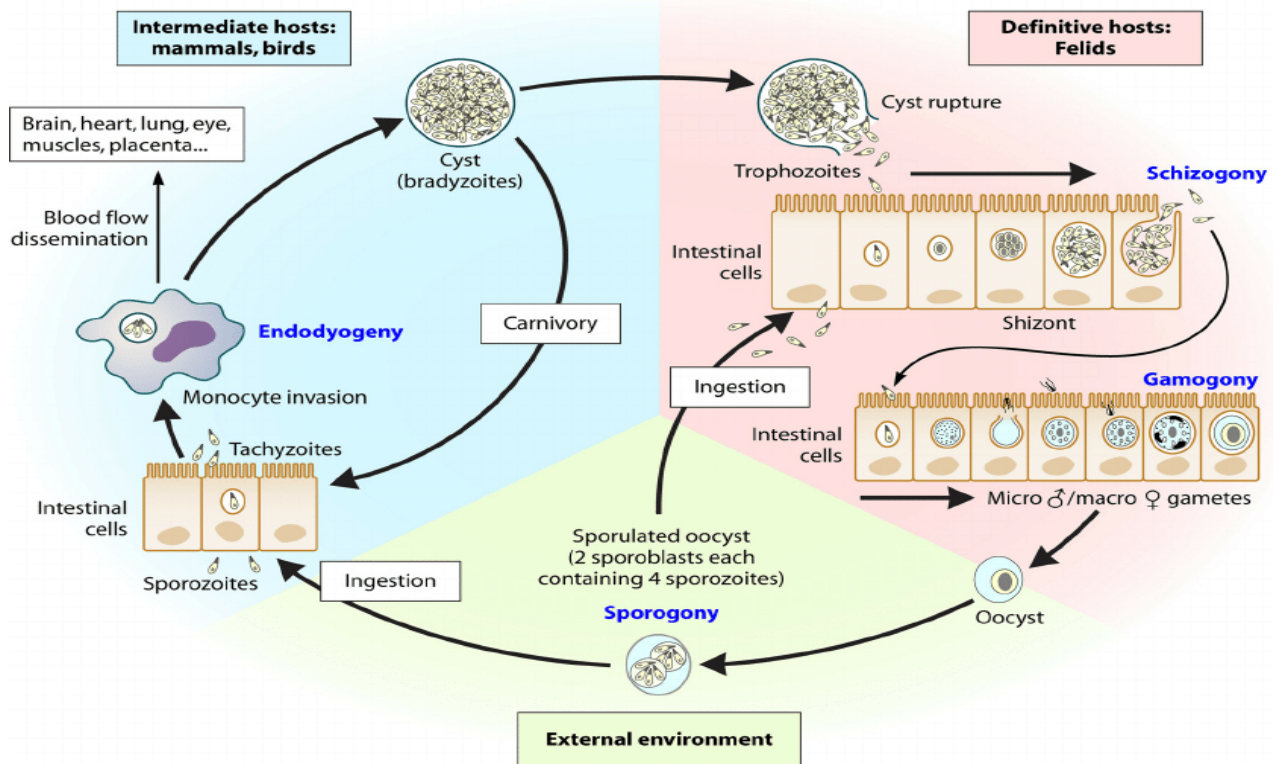 Intermediate hosts:
mammals, birds
Definitive hosts:
Felids
Brain, heart, lung, eye,
muscles, placenta...
Cyst
(bradyzoites)
Cyst rupture
Trophozoites
Schizogony
Blood flow
dissemination
Intestinal
cells
Shizont
Endodyogeny
Carnivory
Monocyte invasion
Ingestion
Gamogony
Tachyzoites
Intestinal
cells
Micro ♂/macro ♀ gametes
Intestinal
cells
Sporozoites
Ingestion
Sporulated oocyst
(2 sporoblasts each
containing 4 sporozoites)
Sporogony
Oocyst
External environment